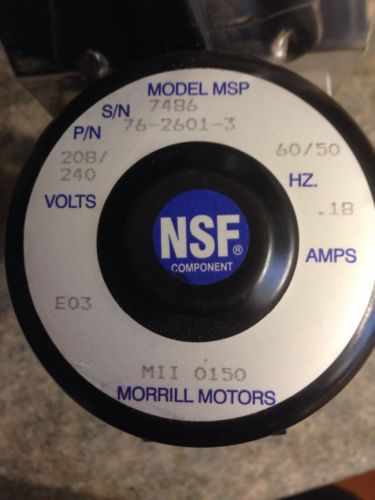 MODEL MSP
S/N 7486
P/N 76-2601-3
208/
240
VOLTS
60/50
HZ.
.18
AMPS
NSF®
COMPONENT
E03
MII 0150
MORRILL MOTORS